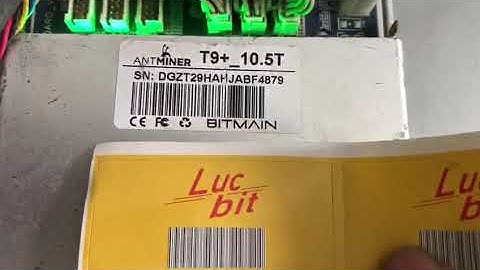 ANTMINER T9+_10.5T
SN: DGZT29HAHJABF4879
CE FC BITMAIN
Luc
bit
L
b